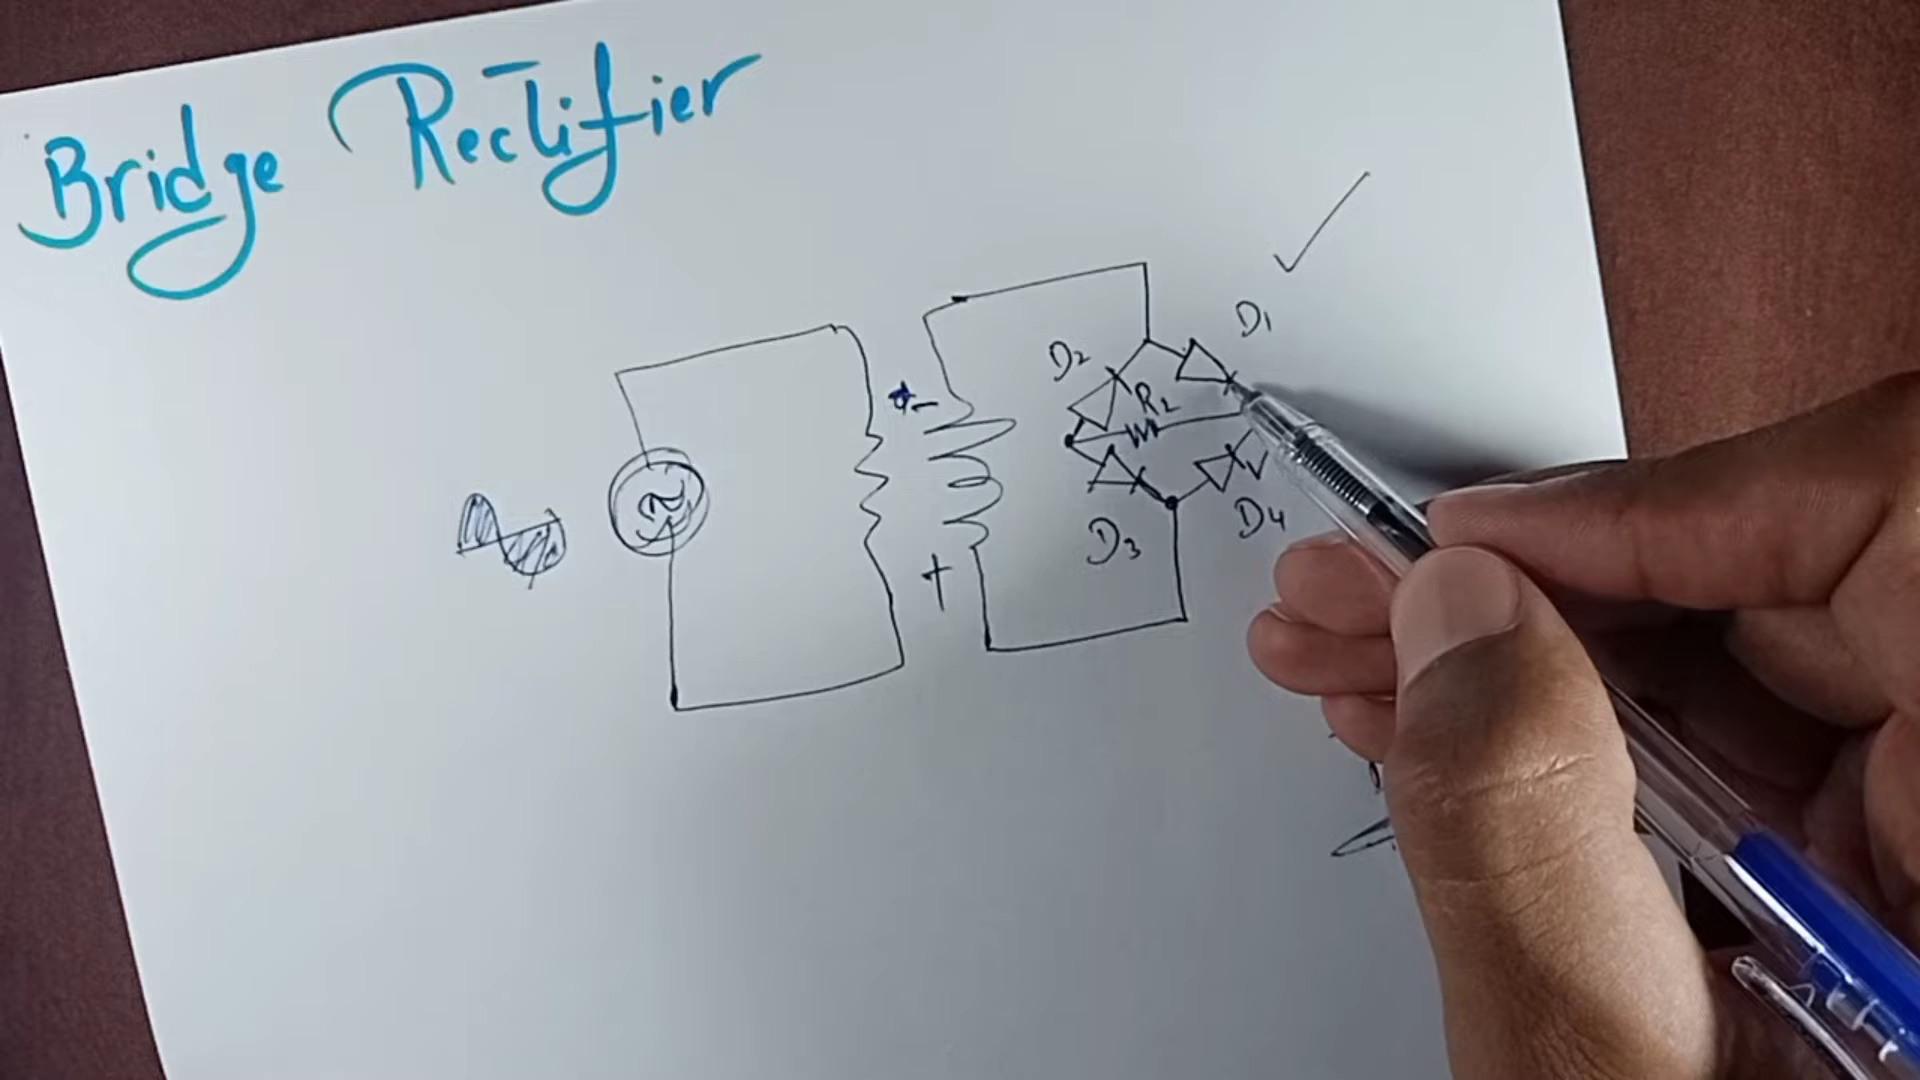 Bridge Rectifier
D1
D2
R2
D3
D4
-
+